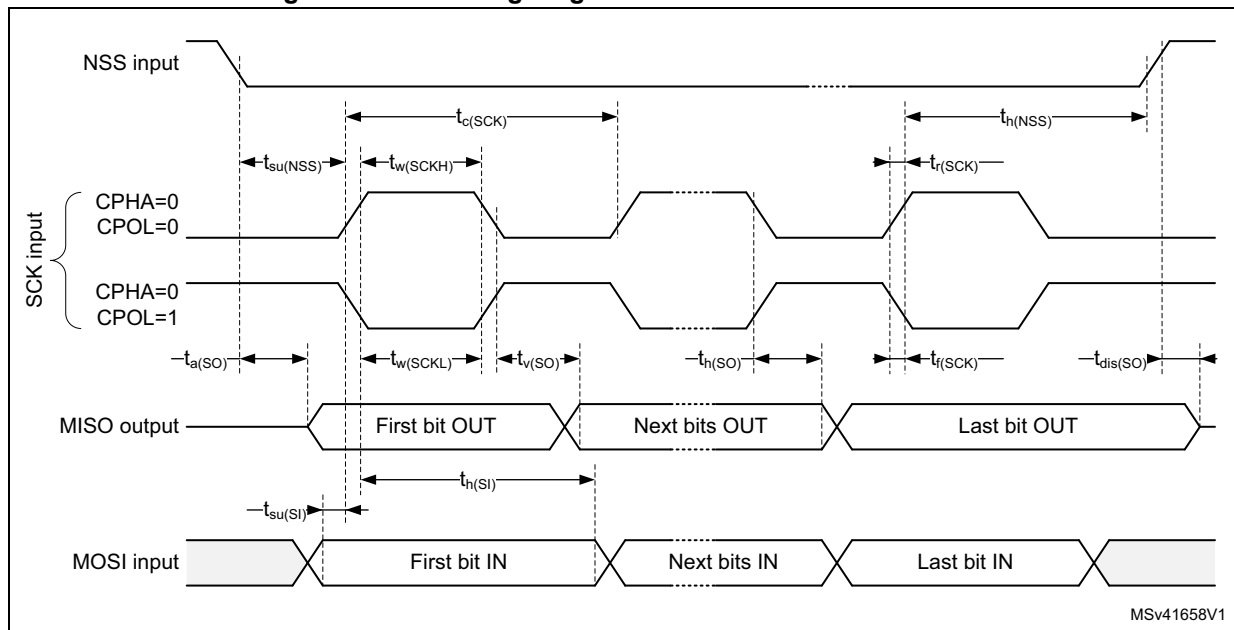 NSS input
tc(SCK)
th(NSS)
tsu(NSS)
tw(SCKH)
tr(SCK)
SCK input
CPHA=0
CPOL=0
CPHA=0
CPOL=1
ta(SO)
tw(SCKL)
tv(SO)
th(SO)
tf(SCK)
tdis(SO)
MISO output
First bit OUT
Next bits OUT
Last bit OUT
th(SI)
tsu(SI)
MOSI input
First bit IN
Next bits IN
Last bit IN
MSv41658V1